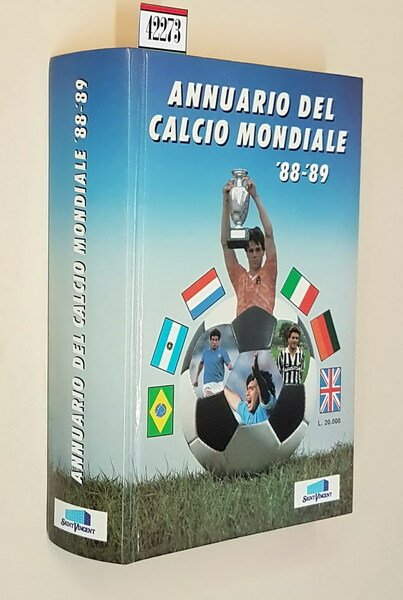 42273
ANNUARIO DEL
CALCIO MONDIALE
'88-'89
L. 20.000
SAINT VINCENT
ANNUARIO DEL CALCIO MONDIALE '88-'89
SAINT VINCENT